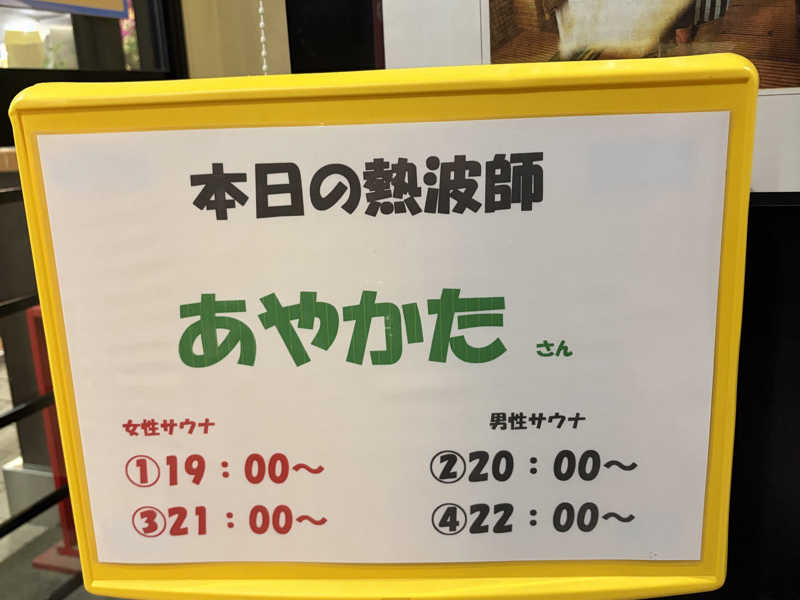 本日の熱波師
あやかた さん
女性サウナ
①19：00～
③21：00～
男性サウナ
②20：00～
④22：00～